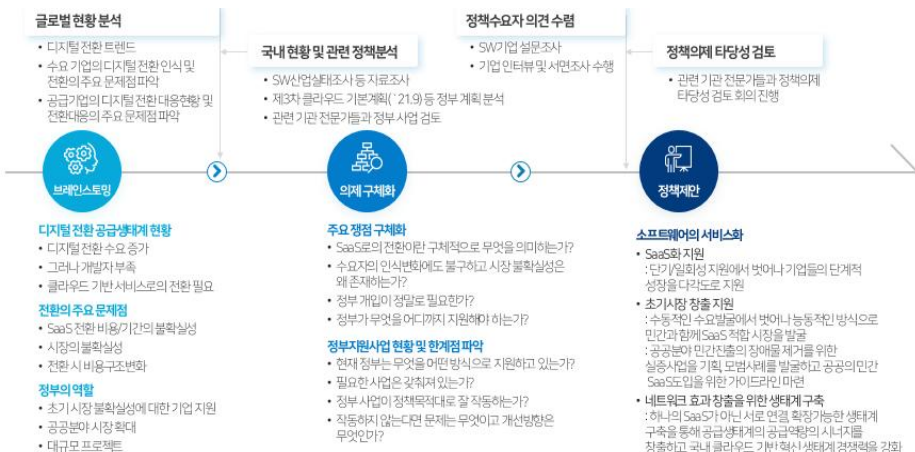 글로벌 현황 분석
• 디지털 전환 트렌드
• 수요 기업의 디지털 전환 인식 및
전환의 주요 문제점 파악
• 공급기업의 디지털 전환 대응현황 및
전환대응의 주요 문제점 파악
국내 현황 및 관련 정책분석
• SW산업실태조사 등 자료조사
• 제3차 클라우드 기본계획(`21.9) 등 정부 계획 분석
• 관련 기관 전문가들과 정부 사업 검토
정책수요자 의견 수렴
• SW기업 설문조사
• 기업 인터뷰 및 서면조사 수행
정책의제 타당성 검토
• 관련 기관 전문가들과 정책의제
타당성 검토 회의 진행
브레인스토밍
의제 구체화
정책제안
디지털 전환 공급생태계 현황
• 디지털 전환 수요 증가
• 그러나 개발자 부족
• 클라우드 기반 서비스로의 전환 필요
전환의 주요 문제점
• SaaS 전환 비용/기간의 불확실성
• 시장의 불확실성
• 전환 시 비용구조변화
정부의 역할
• 초기 시장 불확실성에 대한 기업 지원
• 공공분야 시장 확대
• 대규모 프로젝트
주요 쟁점 구체화
• SaaS로의 전환이란 구체적으로 무엇을 의미하는가?
• 수요자의 인식변화에도 불구하고 시장 불확실성은
왜 존재하는가?
• 정부 개입이 정말로 필요한가?
• 정부가 무엇을 어디까지 지원해야 하는가?
정부지원사업 현황 및 한계점 파악
• 현재 정부는 무엇을 어떤 방식으로 지원하고 있는가?
• 필요한 사업은 갖춰져 있는가?
• 정부 사업이 정책목적대로 잘 작동하는가?
• 작동하지 않는다면 문제는 무엇이고 개선방향은
무엇인가?
소프트웨어의 서비스화
• SaaS화 지원
: 단기/일회성 지원에서 벗어나 기업들의 단계적
성장을 다각도로 지원
• 초기시장 창출 지원
: 수동적인 수요발굴에서 벗어나 능동적인 방식으로
민간과 함께 SaaS 적합 시장을 발굴
: 공공분야 민간진출의 장애물 제거를 위한
실증사업을 기획, 모범사례를 발굴하고 공공의 민간
SaaS도입을 위한 가이드라인 마련
• 네트워크 효과 창출을 위한 생태계 구축
: 하나의 SaaS가 아닌 서로 연결, 확장가능한 생태계
구축을 통해 공급생태계의 공급역량의 시너지를
창출하고 국내 클라우드 기반 혁신 생태계 경쟁력을 강화